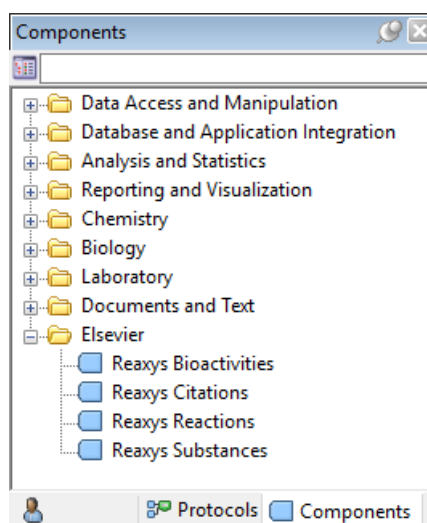 Components
Data Access and Manipulation
Database and Application Integration
Analysis and Statistics
Reporting and Visualization
Chemistry
Biology
Laboratory
Documents and Text
Elsevier
Reaxys Bioactivities
Reaxys Citations
Reaxys Reactions
Reaxys Substances
Protocols Components